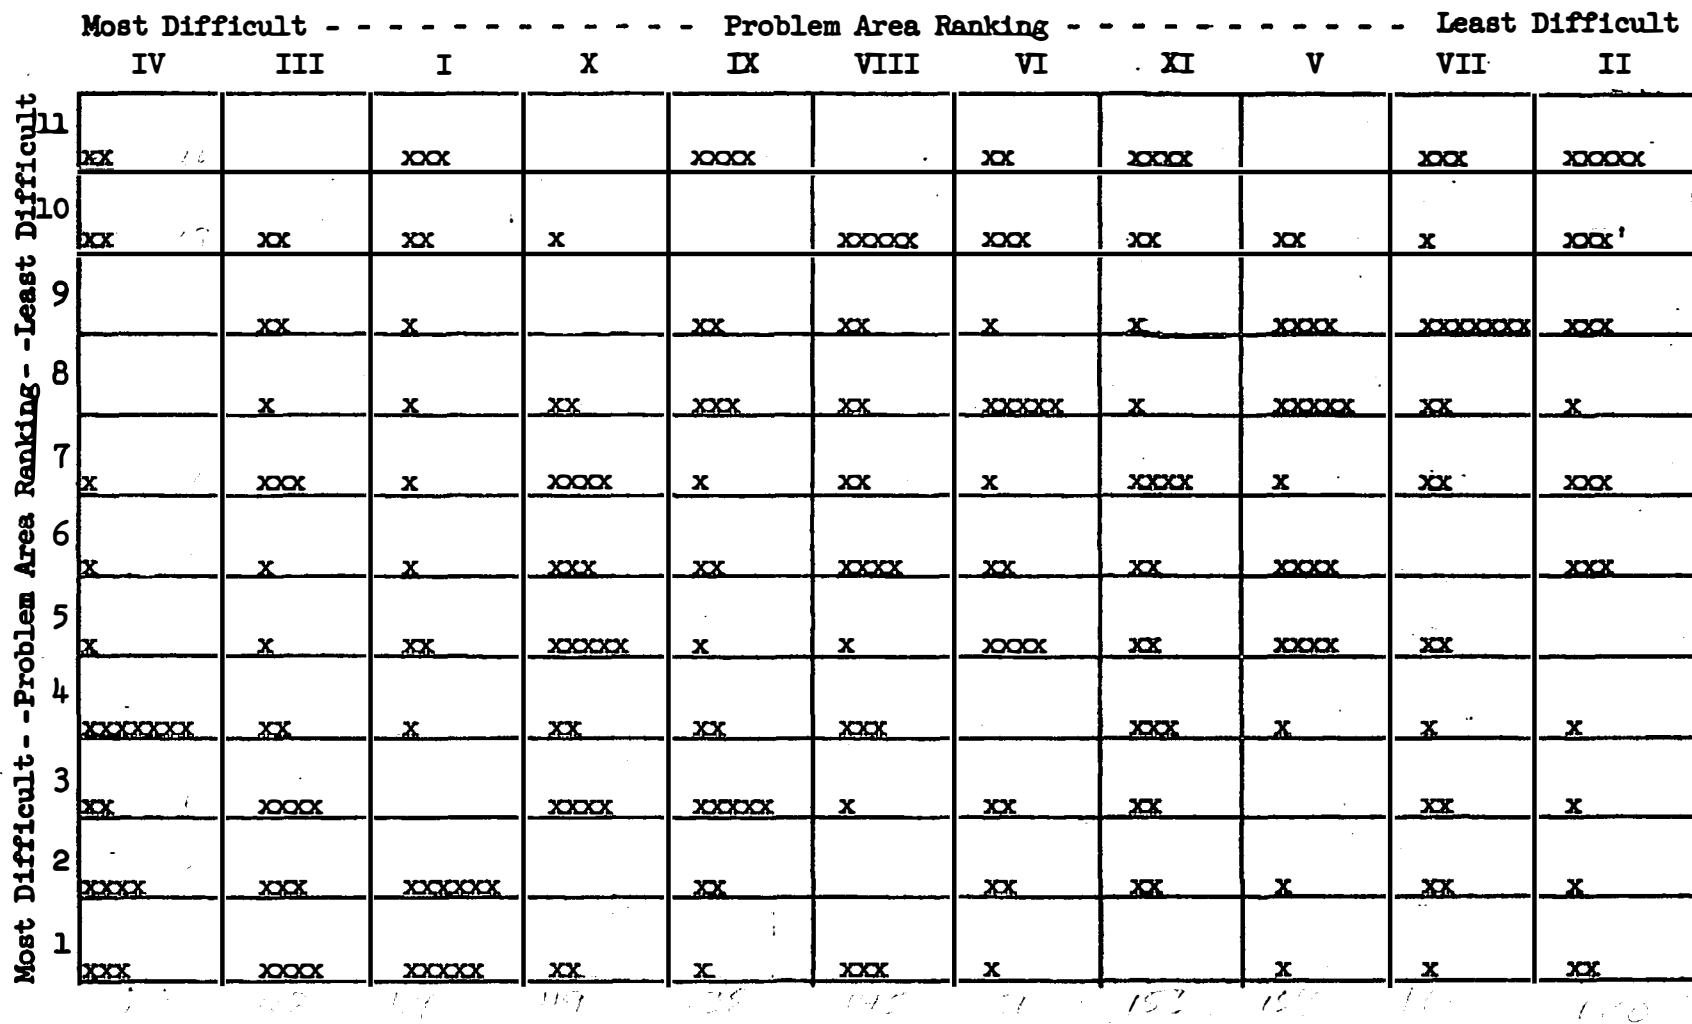 Most Difficult - - - - - - - - - - - - - Problem Area Ranking - - - - - - - - - - - - Least Difficult
IV III I X IX VIII VI XI V VII II
Most Difficult- -Problem Area Ranking- -Least Difficult
11 XX XXX XXXX XX XXXX XXX XXXXX
10 XX XX XX X XXXXX XXX XX XX X XXX
9 XX X XX XX X X XXXX XXXXXXX XXX
8 X X XX XXX XX XXXXX X XXXXX XX X
7 X XXX X XXXX X XX X XXXX X XX XXX
6 X X X XXX XX XXXX XX XX XXXX XXX
5 X X XX XXXXX X X XXXX XX XXXX XX
4 XXXXXXX XX X XX XX XXX XXX X X X
3 XX XXXX XXXX XXXXX X XX XX XX X
2 XXXX XXX XXXXXX XX XX XX X XX X
1 XXX XXXX XXXXX XX X XXX X X X XX
153